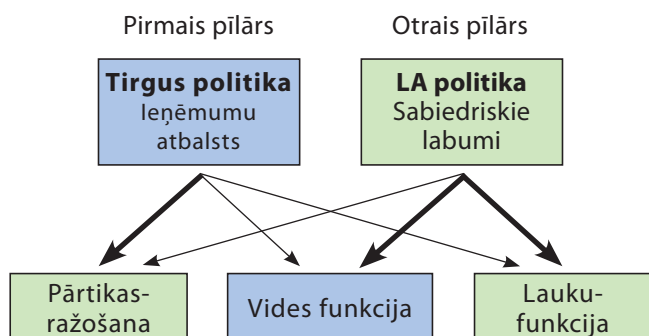 Pirmais pīlārs
Otrais pīlārs
Tirgus politika
Ieņēmumu
atbalsts
LA politika
Sabiedriskie
labumi
Pārtikas-
ražošana
Vides funkcija
Lauku-
funkcija